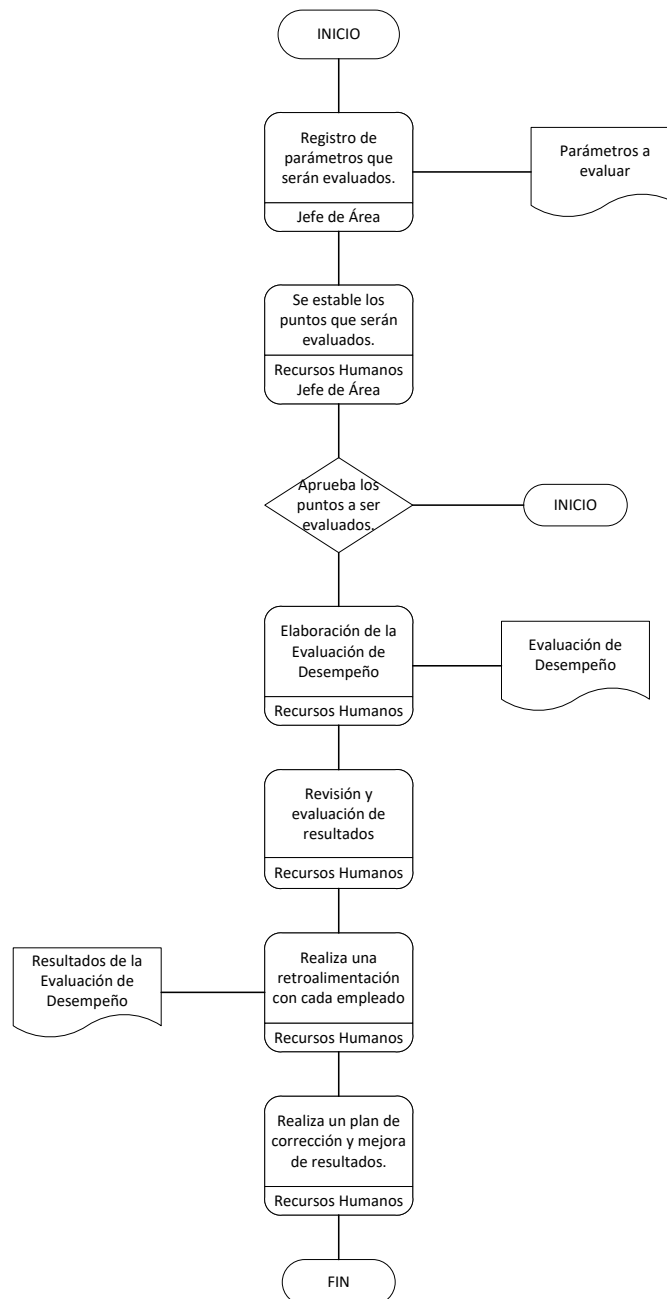 INICIO
Registro de
parámetros que
serán evaluados.
Jefe de Área
Parámetros a
evaluar
Se estable los
puntos que serán
evaluados.
Recursos Humanos
Jefe de Área
Aprueba los
puntos a ser
evaluados.
INICIO
Elaboración de la
Evaluación de
Desempeño
Recursos Humanos
Evaluación de
Desempeño
Revisión y
evaluación de
resultados
Recursos Humanos
Resultados de la
Evaluación de
Desempeño
Realiza una
retroalimentación
con cada empleado
Recursos Humanos
Realiza un plan de
corrección y mejora
de resultados.
Recursos Humanos
FIN